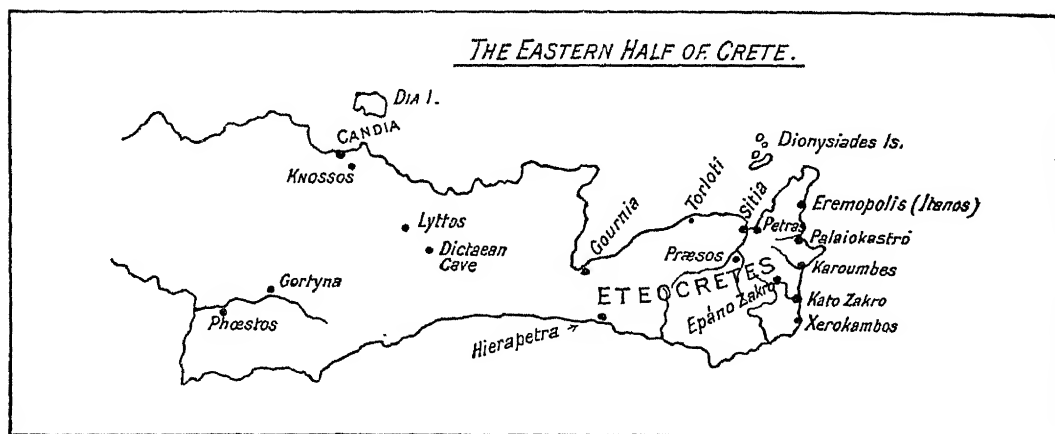 THE EASTERN HALF OF CRETE.
DIA I.
CANDIA
KNOSSOS
Dionysiades Is.
Torloti
Sitia
Gournia
Eremopolis (Itanos)
Petras
Palaiokastro
Lyttos
Dictaean
Cave
Præsos
Karoumbes
ETEOCRETES
Gortyna
Epáno Zakro
Kato Zakro
Phœstos
Xerokambos
Hierapetra